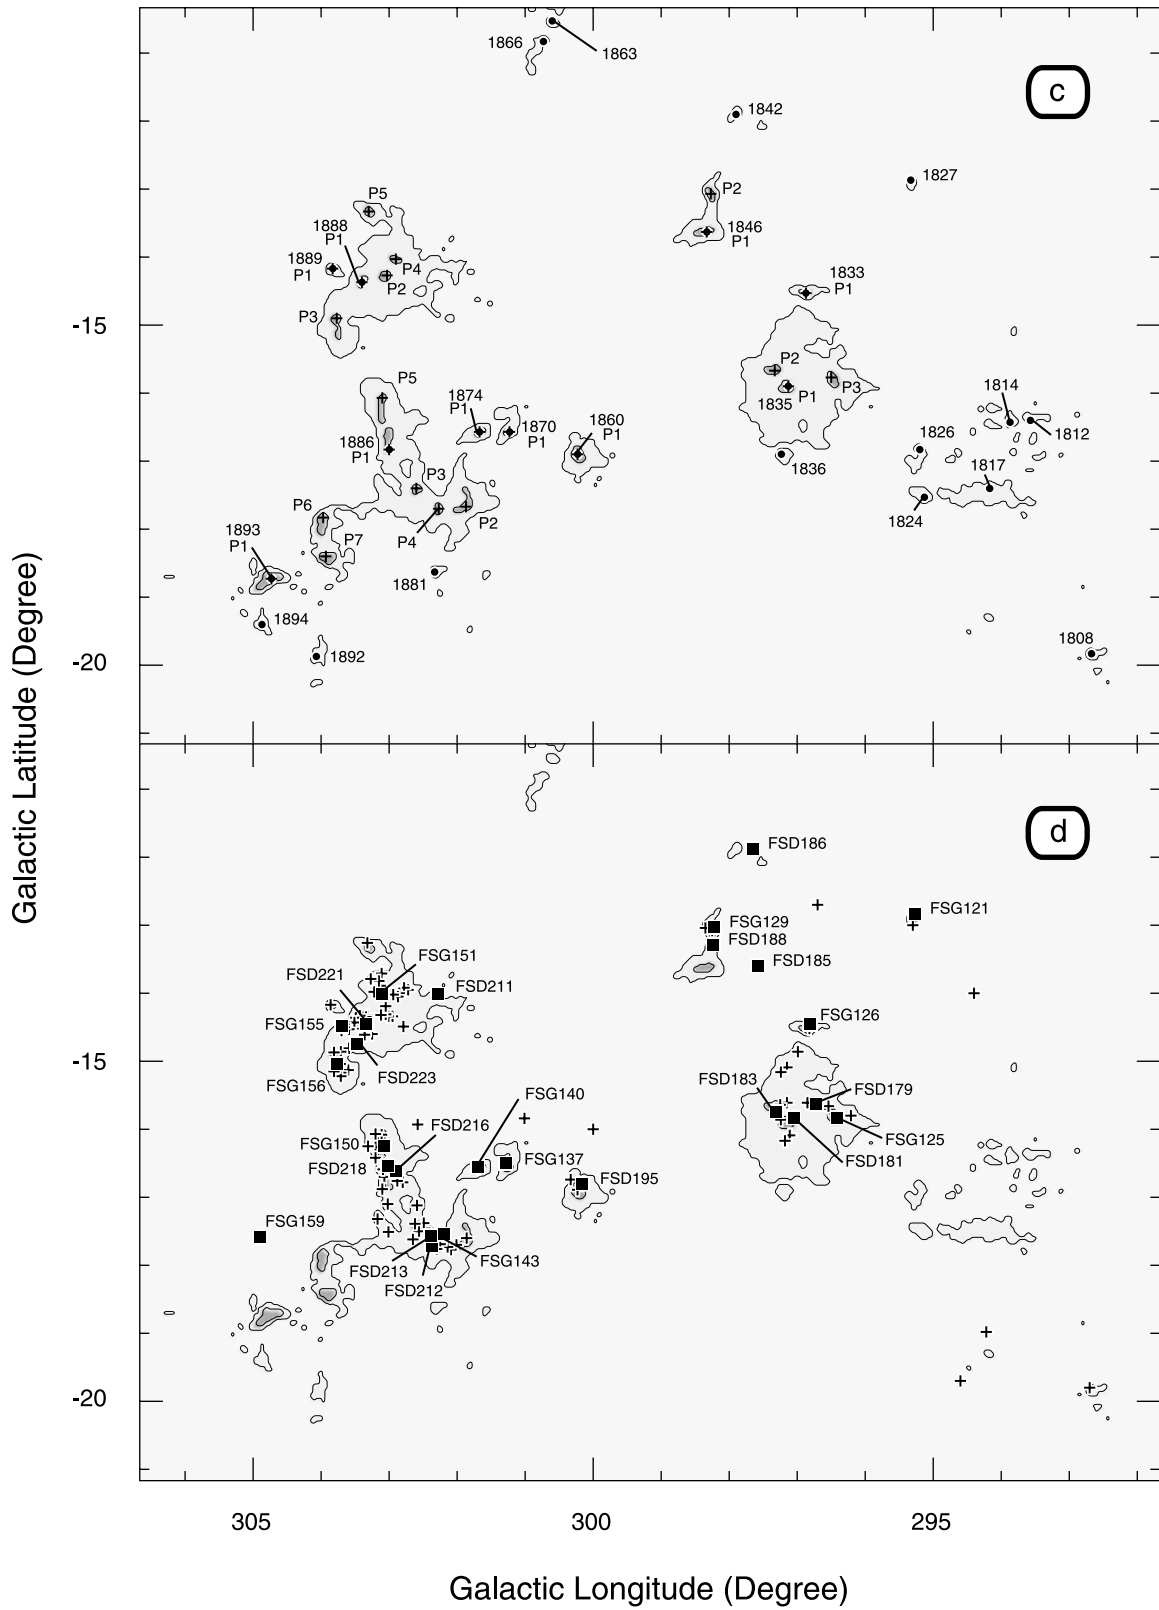 1866
1863
c
1842
P2
1827
P5
1888
P1
1846
P1
1889
P1
P4
P2
1833
P1
P3
-15
P2
P3
P5
1835
P1
1874
P1
1870
P1
1860
P1
1814
1812
1886
P1
1826
1836
1817
P3
P6
P2
1824
1893
P1
P7
P4
1881
1894
1892
1808
-20
Galactic Latitude (Degree)
d
FSD186
FSG129
FSG121
FSD188
FSD185
FSG151
FSD221
FSD211
FSG155
FSG126
-15
FSG156
FSD223
FSD183
FSD179
FSG140
FSD216
FSG150
FSG125
FSD218
FSG137
FSD181
FSD195
FSG159
FSD213
FSG143
FSD212
-20
305
300
295
Galactic Longitude (Degree)